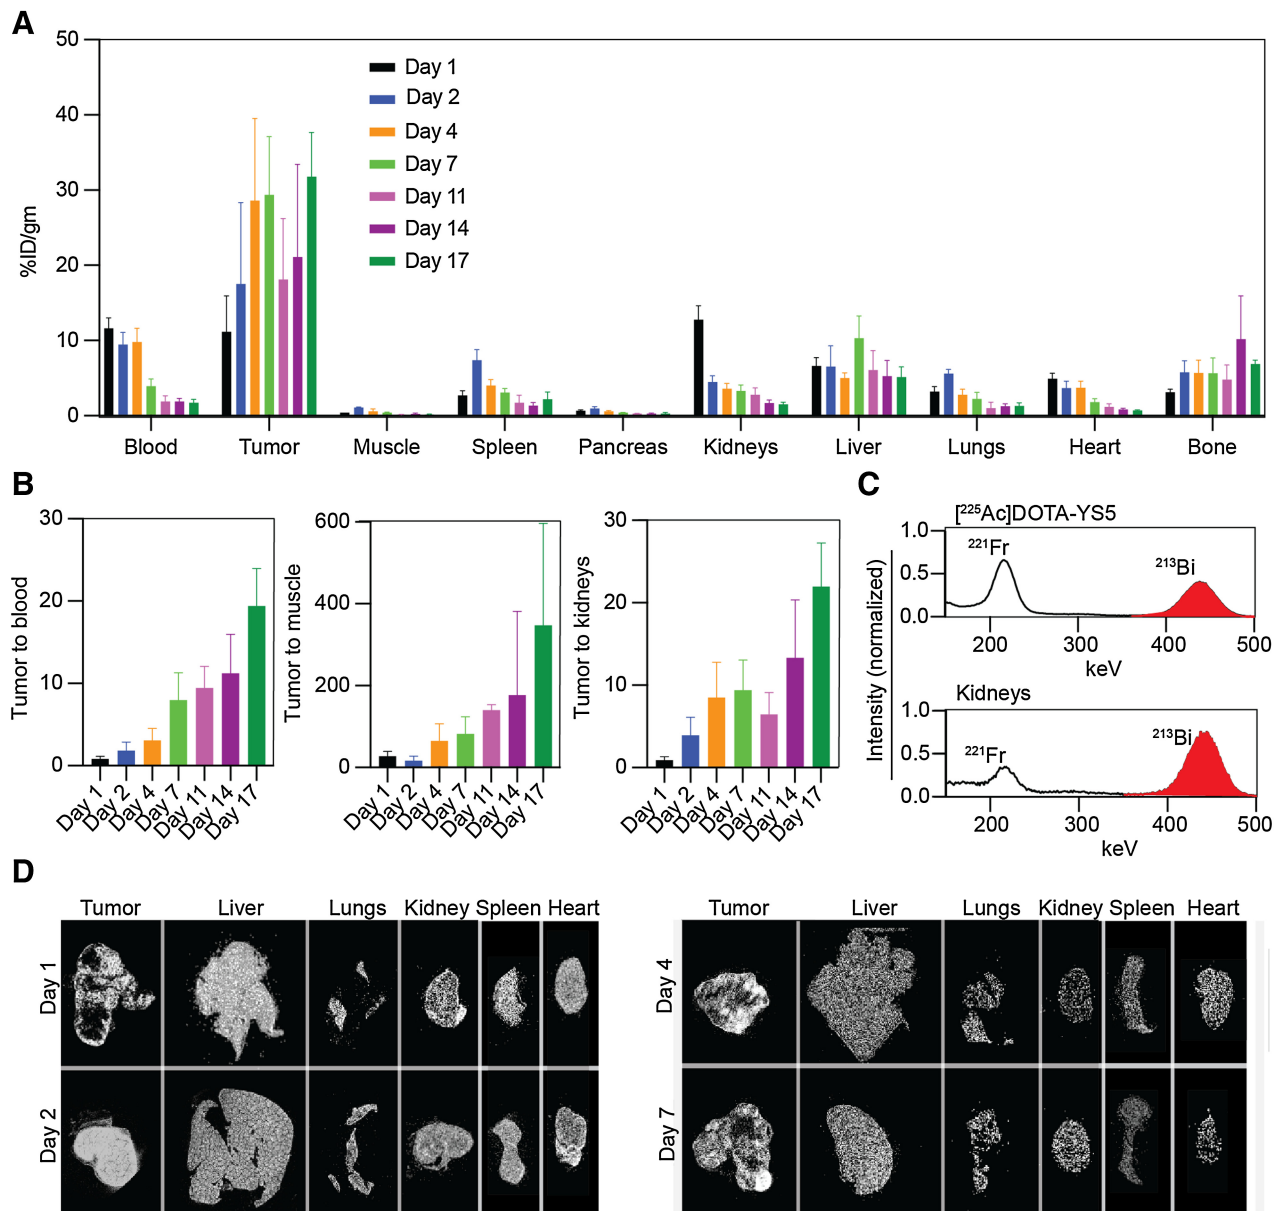 A
50
40
30
20
10
0
%ID/gm
Day 1
Day 2
Day 4
Day 7
Day 11
Day 14
Day 17
Blood Tumor Muscle Spleen Pancreas Kidneys Liver Lungs Heart Bone
B
30
20
10
0
Tumor to blood
Day 1 Day 2 Day 4 Day 7 Day 11 Day 14 Day 17
600
400
200
0
Tumor to muscle
Day 1 Day 2 Day 4 Day 7 Day 11 Day 14 Day 17
30
20
10
0
Tumor to kidneys
Day 1 Day 2 Day 4 Day 7 Day 11 Day 14 Day 17
C
Intensity (normalized)
[²²⁵Ac]DOTA-YS5
1.0
0.5
0.0
²²¹Fr
²¹³Bi
200 300 400 500
keV
Kidneys
1.0
0.5
0.0
²²¹Fr
²¹³Bi
200 300 400 500
keV
D
Tumor Liver Lungs Kidney Spleen Heart
Day 1
Day 2
Tumor Liver Lungs Kidney Spleen Heart
Day 4
Day 7